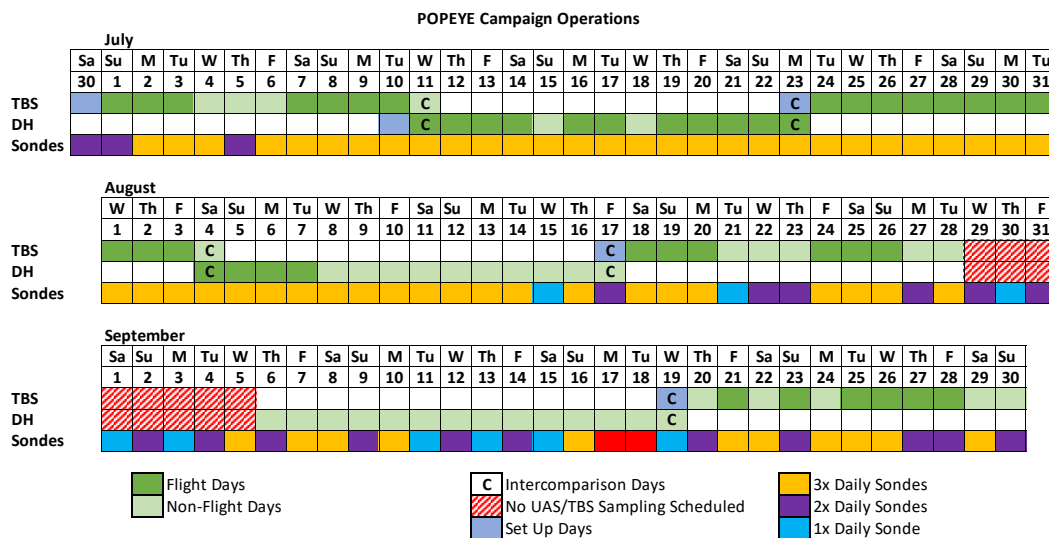 POPEYE Campaign Operations
July
Sa Su M Tu W Th F Sa Su M Tu W Th F Sa Su M Tu W Th F Sa Su M Tu W Th F Sa Su M Tu
30 1 2 3 4 5 6 7 8 9 10 11 12 13 14 15 16 17 18 19 20 21 22 23 24 25 26 27 28 29 30 31
TBS C C
DH C C
Sondes
August
W Th F Sa Su M Tu W Th F Sa Su M Tu W Th F Sa Su M Tu W Th F Sa Su M Tu W Th F
1 2 3 4 5 6 7 8 9 10 11 12 13 14 15 16 17 18 19 20 21 22 23 24 25 26 27 28 29 30 31
TBS C C
DH C C
Sondes
September
Sa Su M Tu W Th F Sa Su M Tu W Th F Sa Su M Tu W Th F Sa Su M Tu W Th F Sa Su
1 2 3 4 5 6 7 8 9 10 11 12 13 14 15 16 17 18 19 20 21 22 23 24 25 26 27 28 29 30
TBS C
DH C
Sondes
Flight Days C Intercomparison Days 3x Daily Sondes
Non-Flight Days No UAS/TBS Sampling Scheduled 2x Daily Sondes
Set Up Days 1x Daily Sonde